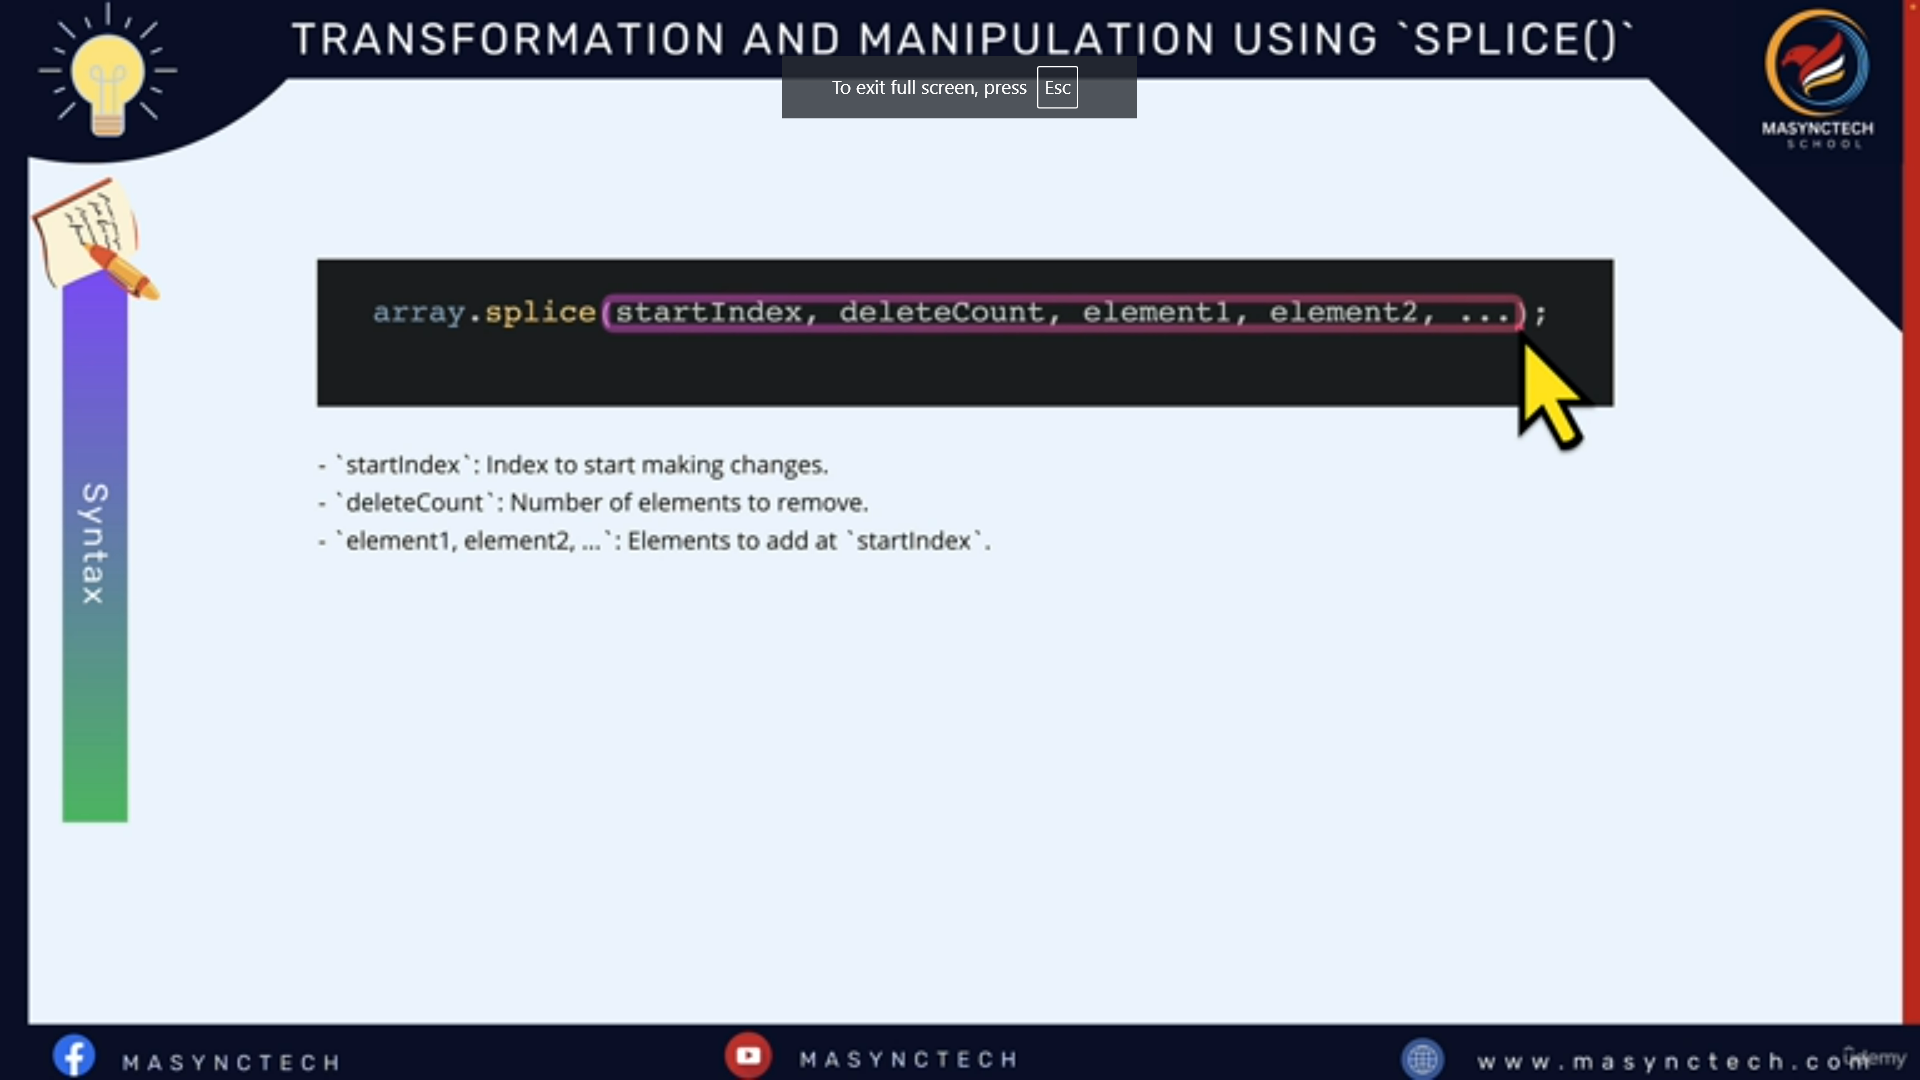 TRANSFORMATION AND MANIPULATION USING `SPLICE()`
To exit full screen, press Esc
MASYNCTECH
SCHOOL
array.splice(startIndex, deleteCount, element1, element2, ...);
- `startIndex`: Index to start making changes.
- `deleteCount`: Number of elements to remove.
- `element1, element2, ...`: Elements to add at `startIndex`.
Syntax
MASYNCTECH
MASYNCTECH
www.masynctech.com
Udemy